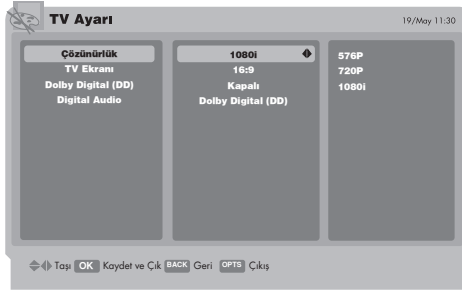 TV Ayarı
19/May 11:30
Çözünürlük 1080i 576P
TV Ekranı 16:9 720P
Dolby Digital (DD) Kapalı 1080i
Digital Audio Dolby Digital (DD)
Taşı OK Kaydet ve Çık BACK Geri OPTS Çıkış